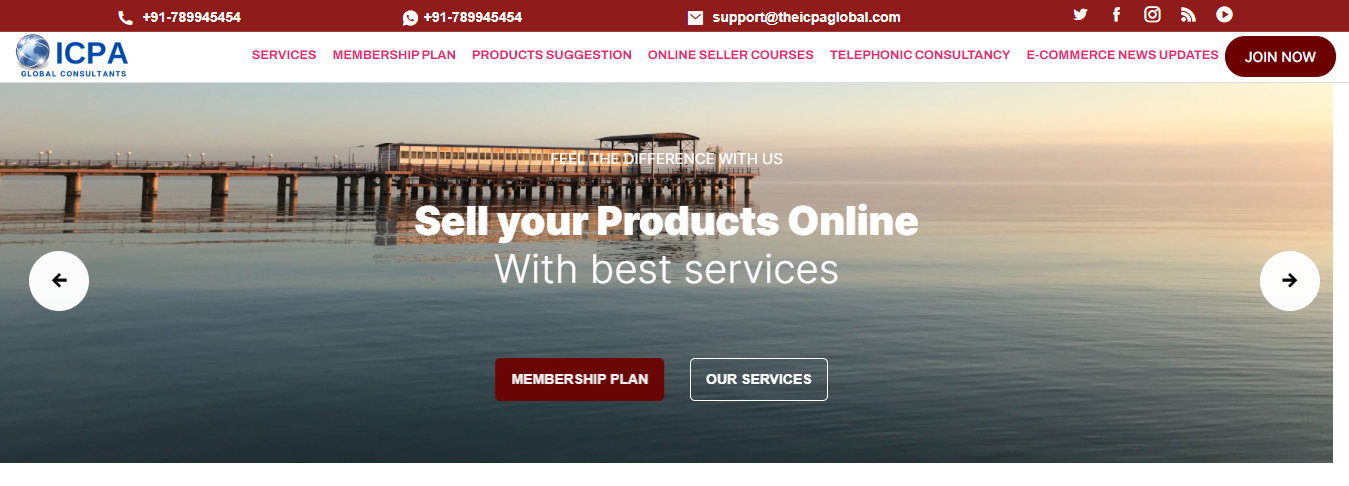 +91-789945454 +91-789945454 support@theicpaglobal.com
ICPA
GLOBAL CONSULTANTS
SERVICES MEMBERSHIP PLAN PRODUCTS SUGGESTION ONLINE SELLER COURSES TELEPHONIC CONSULTANCY E-COMMERCE NEWS UPDATES JOIN NOW
FEEL THE DIFFERENCE WITH US
Sell your Products Online
With best services
MEMBERSHIP PLAN OUR SERVICES